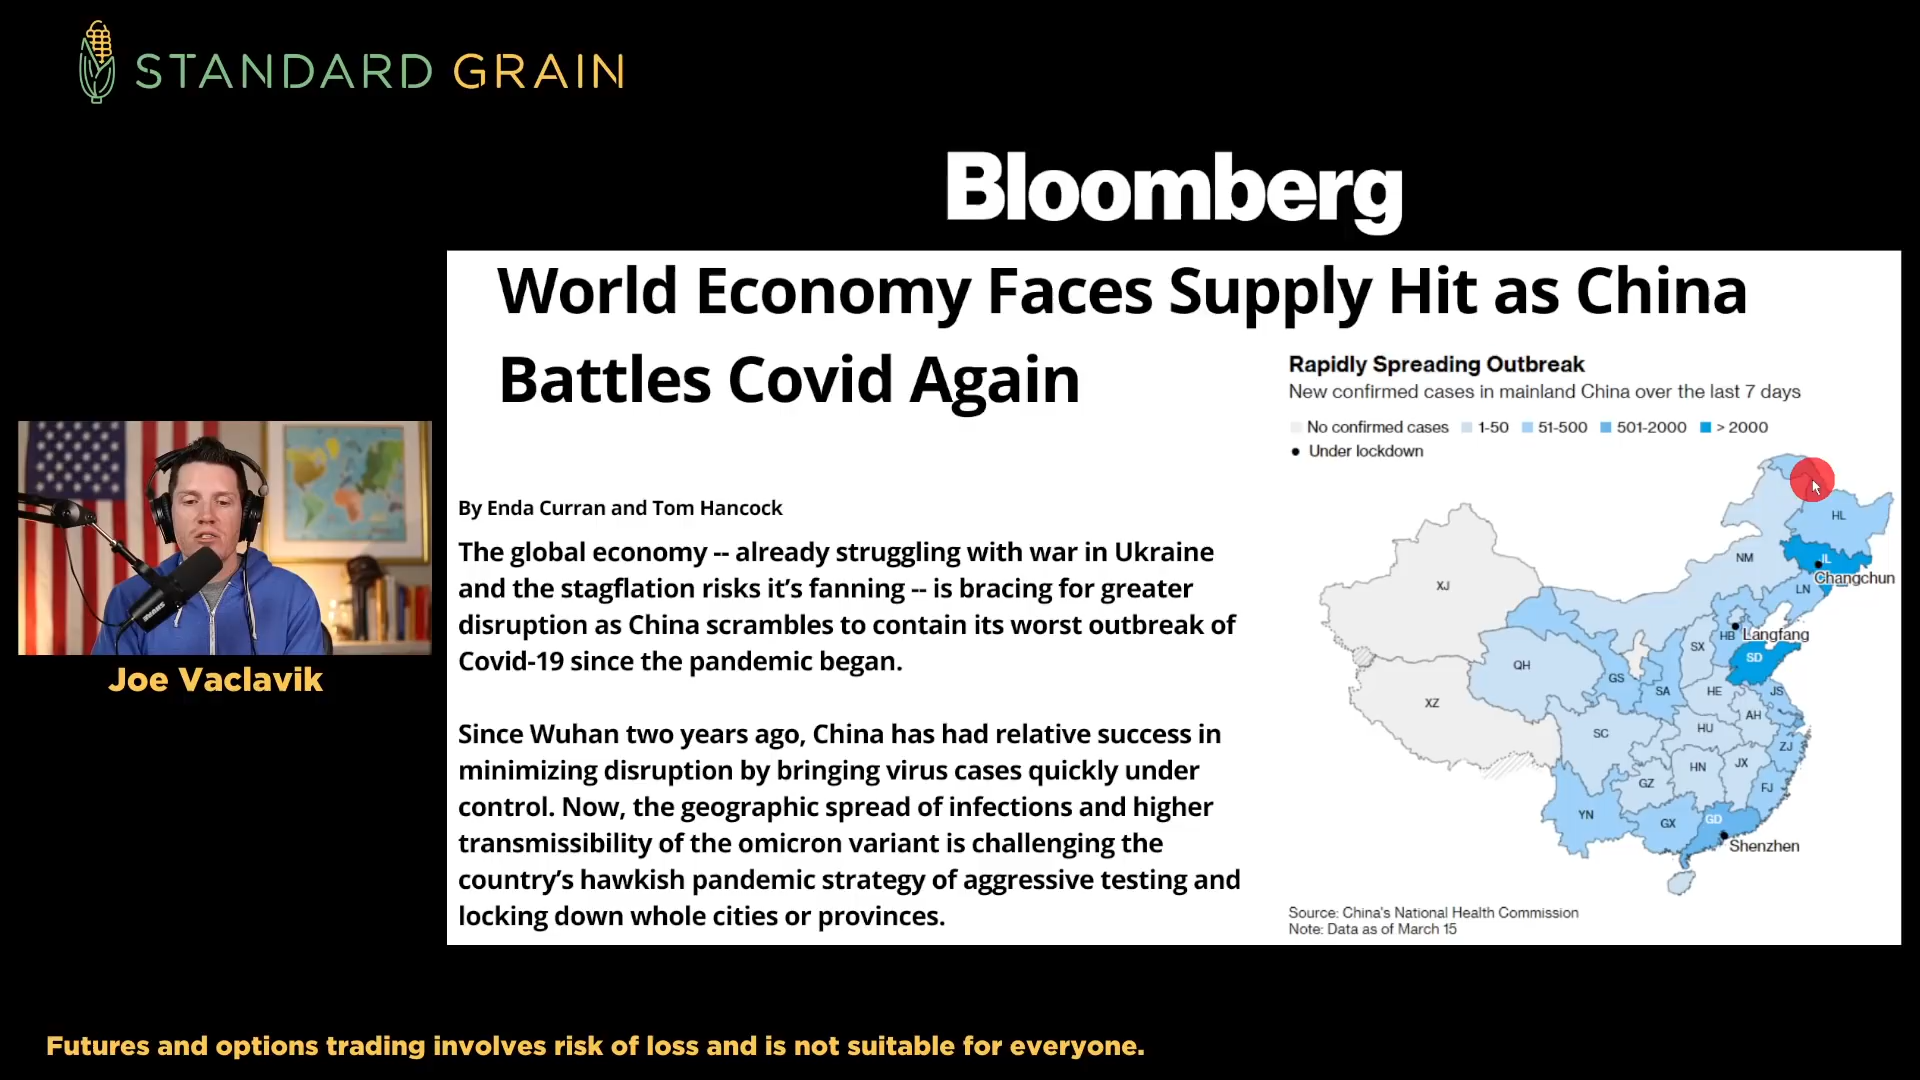 STANDARD GRAIN
Bloomberg
World Economy Faces Supply Hit as China
Battles Covid Again
By Enda Curran and Tom Hancock
The global economy -- already struggling with war in Ukraine
and the stagflation risks it's fanning -- is bracing for greater
disruption as China scrambles to contain its worst outbreak of
Covid-19 since the pandemic began.
Since Wuhan two years ago, China has had relative success in
minimizing disruption by bringing virus cases quickly under
control. Now, the geographic spread of infections and higher
transmissibility of the omicron variant is challenging the
country's hawkish pandemic strategy of aggressive testing and
locking down whole cities or provinces.
Rapidly Spreading Outbreak
New confirmed cases in mainland China over the last 7 days
No confirmed cases 1-50 51-500 501-2000 > 2000
Under lockdown
HL
NM
JL
Changchun
XJ
LN
HB
Langfang
SX
SD
QH
GS
SA
HE
JS
XZ
AH
SC
HU
ZJ
HN
JX
GZ
FJ
YN
GX
GD
Shenzhen
Source: China's National Health Commission
Note: Data as of March 15
Joe Vaclavik
Futures and options trading involves risk of loss and is not suitable for everyone.